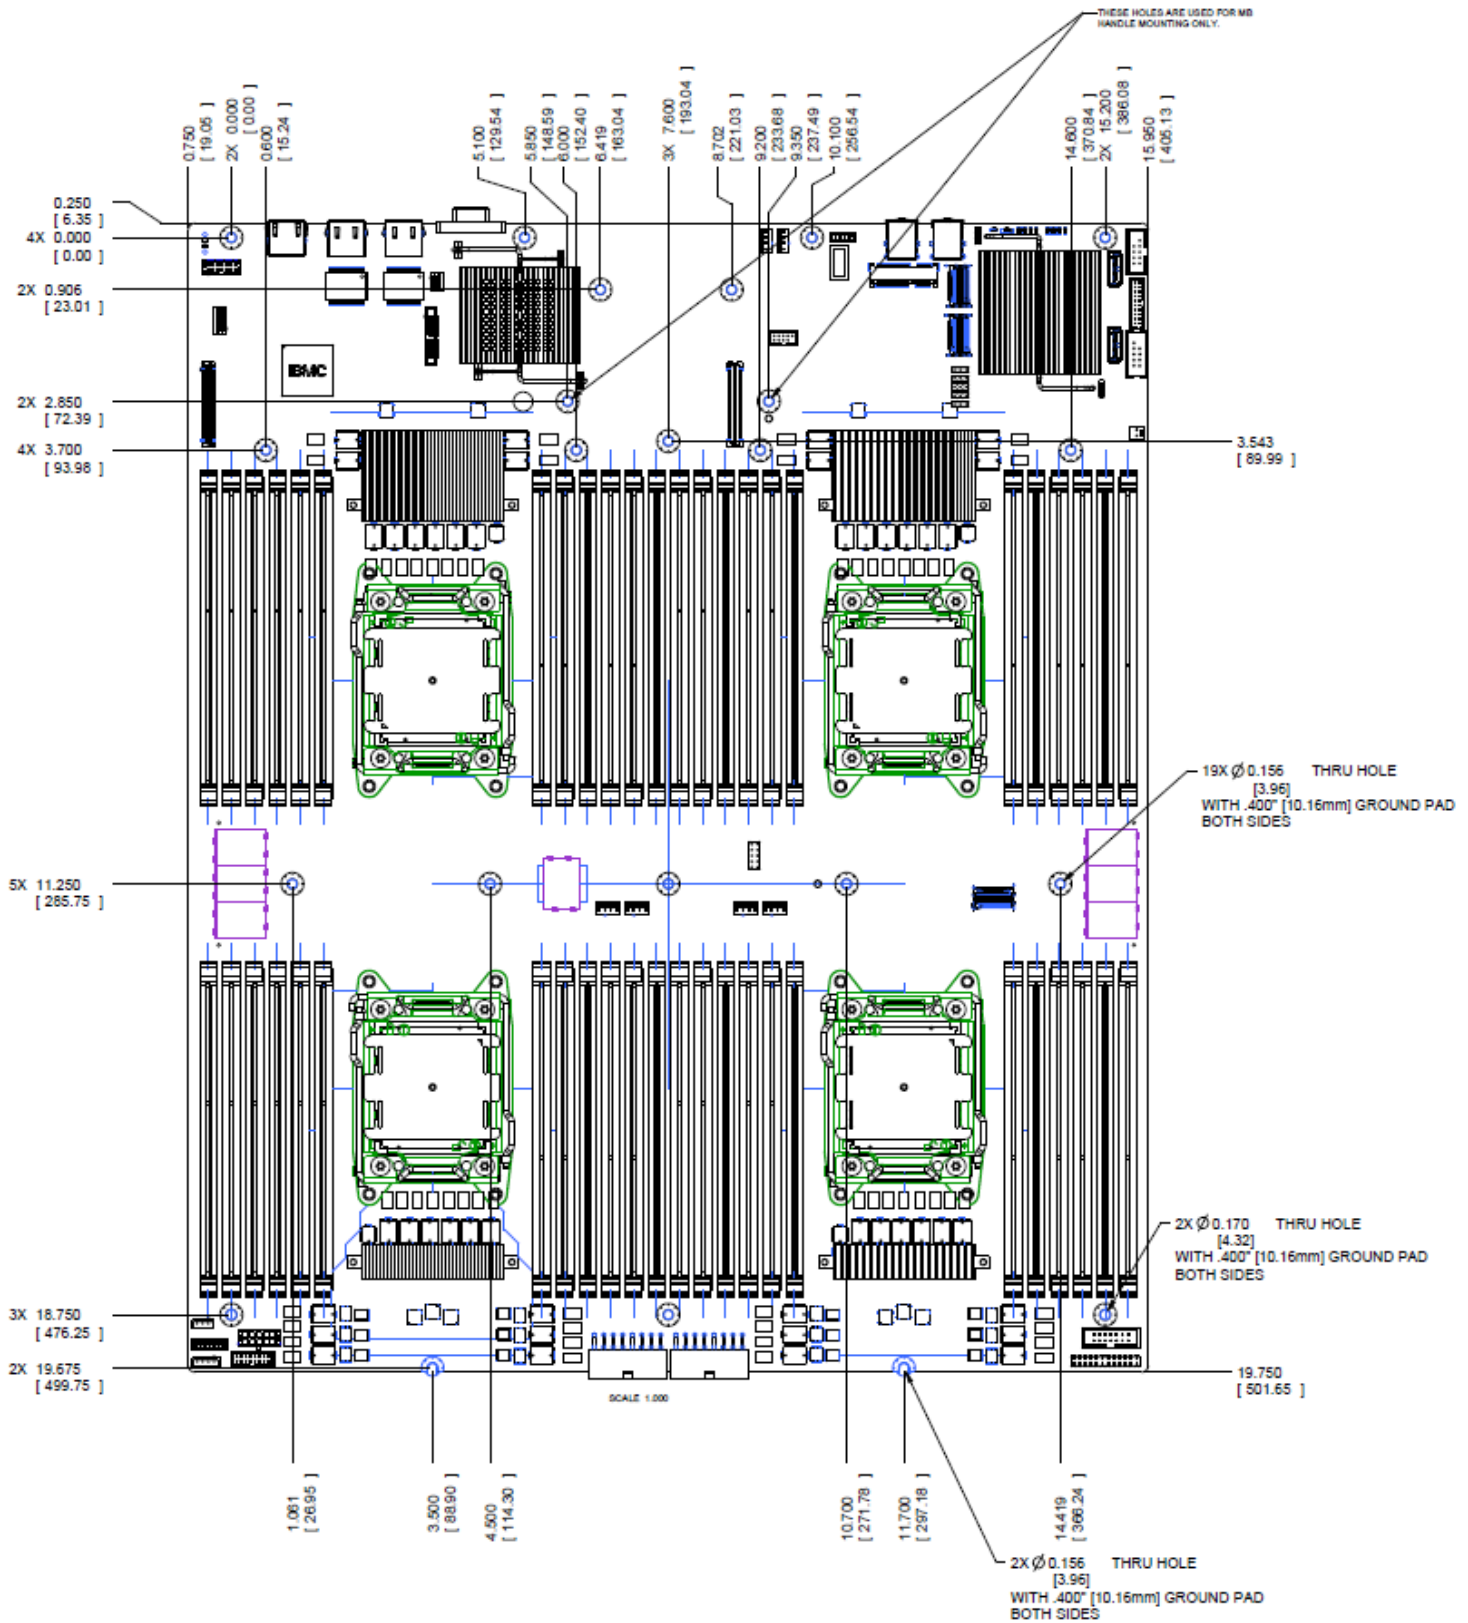 THESE HOLES ARE USED FOR MB
HANDLE MOUNTING ONLY.
0.750
[ 19.05 ]
2X 0.000
[ 0.00 ]
0.600
[ 15.24 ]
5.100
[ 129.54 ]
5.850
[ 148.59 ]
6.000
[ 152.40 ]
6.419
[ 163.04 ]
3X 7.600
[ 193.04 ]
8.702
[ 221.03 ]
9.200
[ 233.68 ]
9.350
[ 237.49 ]
10.100
[ 256.54 ]
14.600
[ 370.84 ]
2X 15.200
[ 386.08 ]
15.950
[ 405.13 ]
0.250
[ 6.35 ]
4X 0.000
[ 0.00 ]
2X 0.906
[ 23.01 ]
IBMC
2X 2.850
[ 72.39 ]
4X 3.700
[ 93.98 ]
3.543
[ 89.99 ]
19X Ø 0.156 THRU HOLE
[3.96]
WITH .400" [10.16mm] GROUND PAD
BOTH SIDES
5X 11.250
[ 285.75 ]
2X Ø 0.170 THRU HOLE
[4.32]
WITH .400" [10.16mm] GROUND PAD
BOTH SIDES
3X 18.750
[ 476.25 ]
2X 19.675
[ 499.75 ]
19.750
[ 501.65 ]
SCALE 1.000
1.061
[ 26.95 ]
3.500
[ 88.90 ]
4.500
[ 114.30 ]
10.700
[ 271.78 ]
11.700
[ 297.18 ]
14.419
[ 366.24 ]
2X Ø 0.156 THRU HOLE
[3.96]
WITH .400" [10.16mm] GROUND PAD
BOTH SIDES